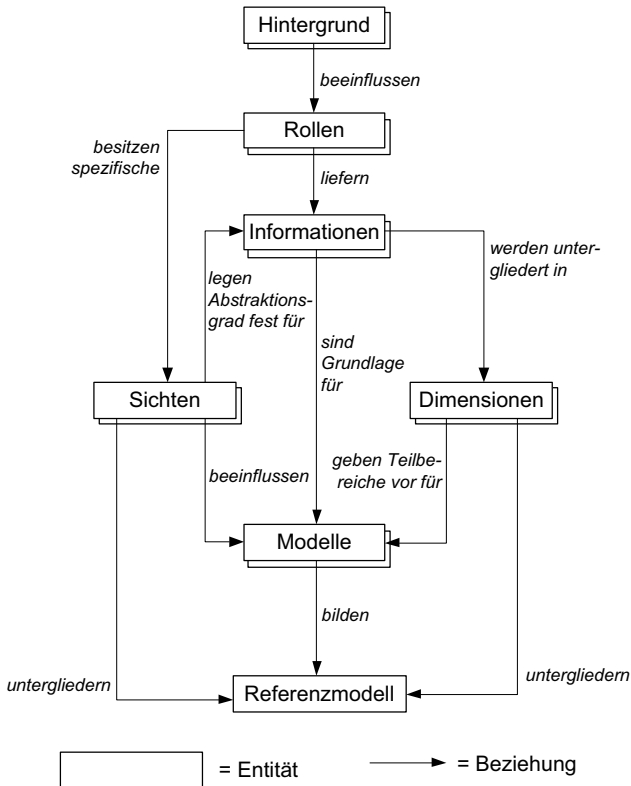 Hintergrund
beeinflussen
Rollen
besitzen
spezifische
liefern
Informationen
werden unter-
gliedert in
legen
Abstraktions-
grad fest für
sind
Grundlage
für
Sichten
Dimensionen
beeinflussen
geben Teilbe-
reiche vor für
Modelle
bilden
untergliedern
Referenzmodell
untergliedern
= Entität
= Beziehung